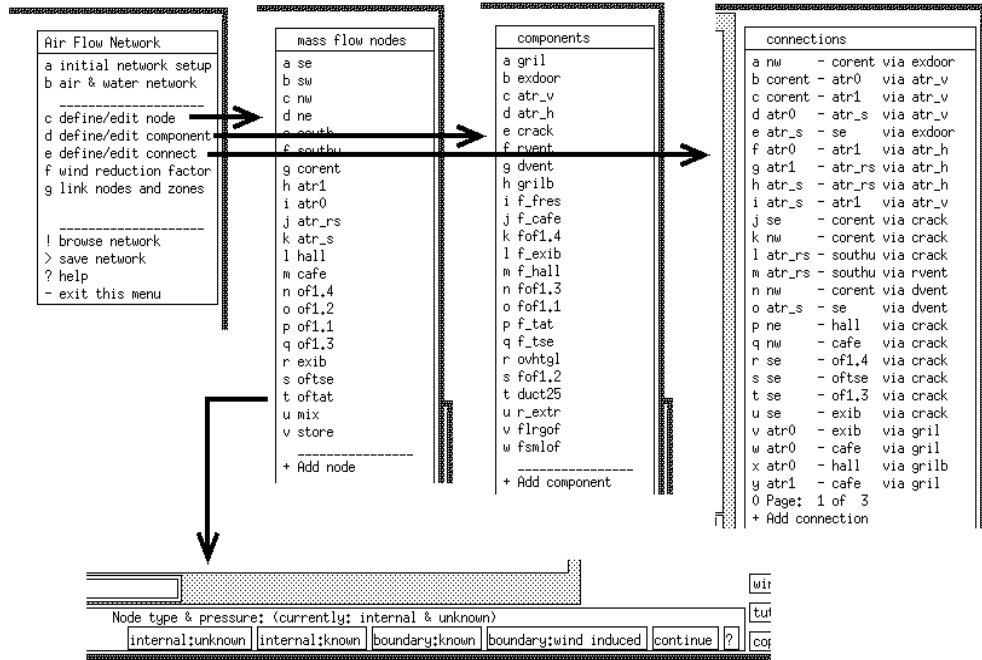 Air Flow Network
a initial network setup
b air & water network
c define/edit node
d define/edit component
e define/edit connect
f wind reduction factor
g link nodes and zones
! browse network
> save network
? help
- exit this menu
mass flow nodes
a se
b sw
c nw
d ne
e south
f southu
g corent
h atr1
i atr0
j atr_rs
k atr_s
l hall
m cafe
n of1.4
o of1.2
p of1.1
q of1.3
r exib
s oftse
t oftat
u mix
v store
+ Add node
components
a gril
b exdoor
c atr_v
d atr_h
e crack
f rvent
g dvent
h grilb
i f_fres
j f_cafe
k fof1.4
l f_exib
m f_hall
n fof1.3
o fof1.1
p f_tat
q f_tse
r ovhtgl
s fof1.2
t duct25
u r_extr
v flrgof
w fsmlof
+ Add component
connections
a nw - corent via exdoor
b corent - atr0 via atr_v
c corent - atr1 via atr_v
d atr0 - atr_s via atr_v
e atr_s - se via exdoor
f atr0 - atr1 via atr_h
g atr1 - atr_rs via atr_h
h atr_s - atr_rs via atr_h
i atr_s - atr1 via atr_v
j se - corent via crack
k nw - corent via crack
l atr_rs - southu via crack
m atr_rs - southu via rvent
n nw - corent via dvent
o atr_s - se via dvent
p ne - hall via crack
q nw - cafe via crack
r se - of1.4 via crack
s se - oftse via crack
t se - of1.3 via crack
u se - exib via crack
v atr0 - exib via gril
w atr0 - cafe via gril
x atr0 - hall via grilb
y atr1 - cafe via gril
0 Page: 1 of 3
+ Add connection
Node type & pressure: (currently: internal & unknown)
internal:unknown internal:known boundary:known boundary:wind induced continue ?